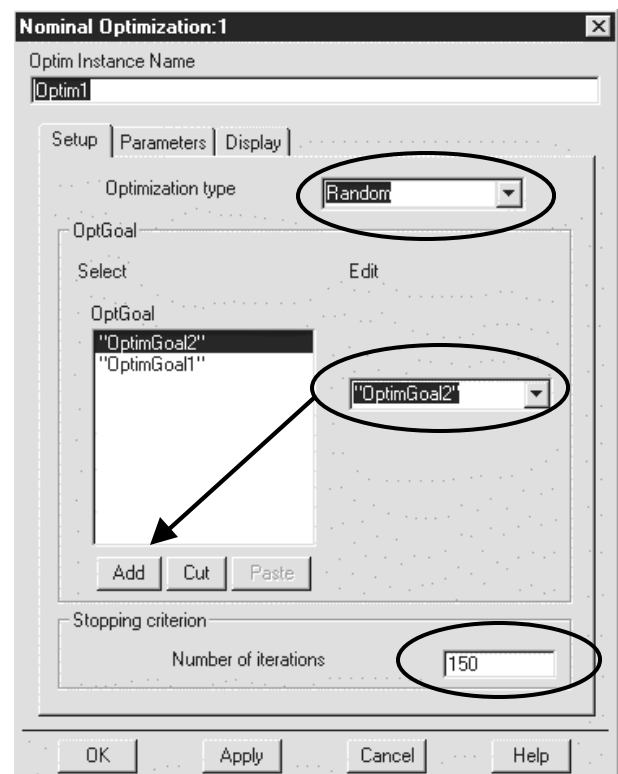 Nominal Optimization:1
Optim Instance Name
Optim1
Setup Parameters Display
Optimization type Random
OptGoal
Select Edit
OptGoal
"OptimGoal2"
"OptimGoal1"
"OptimGoal2"
Add Cut Paste
Stopping criterion
Number of iterations 150
OK Apply Cancel Help